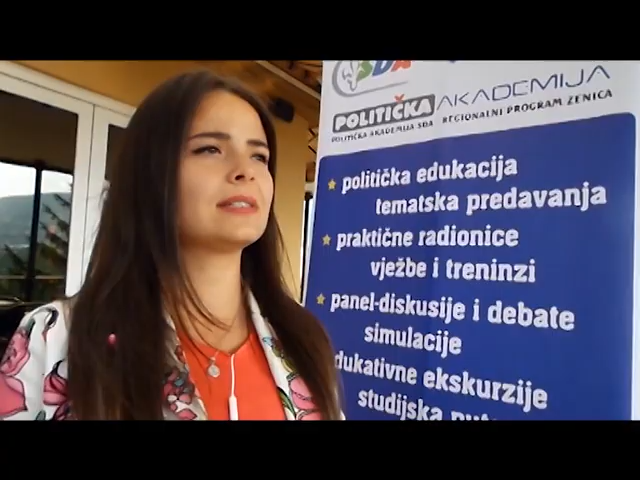 SDA
POLITIČKA AKADEMIJA
POLITIČKA AKADEMIJA SDA REGIONALNI PROGRAM ZENICA
politička edukacija
tematska predavanja
praktične radionice
vježbe i treninzi
panel-diskusije i debate
simulacije
dukativne ekskurzije
studijska